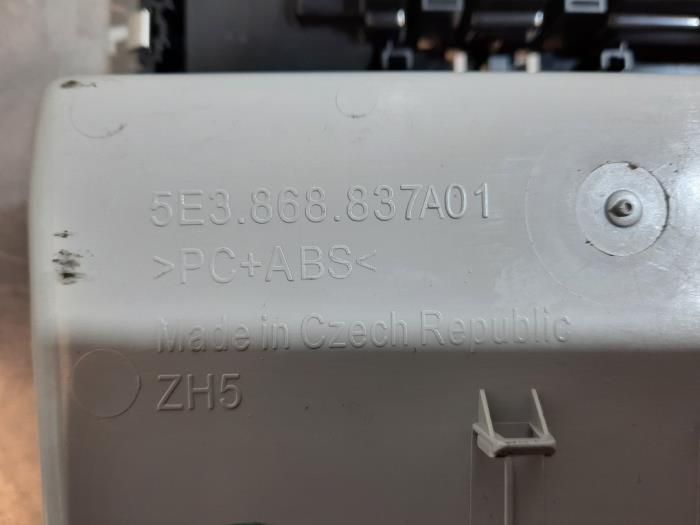 5E3.868.837A01
>PC+ABS<
Made in Czech Republic
ZH5